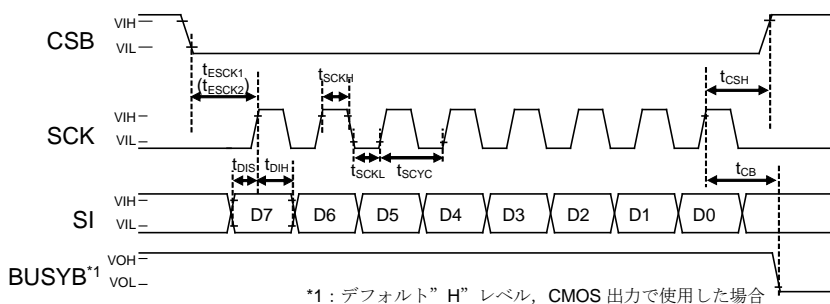 VIH
CSB
VIL
tESCK1
(tESCK2)
tSCKH
tCSH
VIH
SCK
VIL
tDIS
tDIH
tSCKL
tSCYC
tCB
VIH
SI
VIL
D7 D6 D5 D4 D3 D2 D1 D0
VOH
BUSYB*1
VOL
*1：デフォルト”H”レベル，CMOS 出力で使用した場合